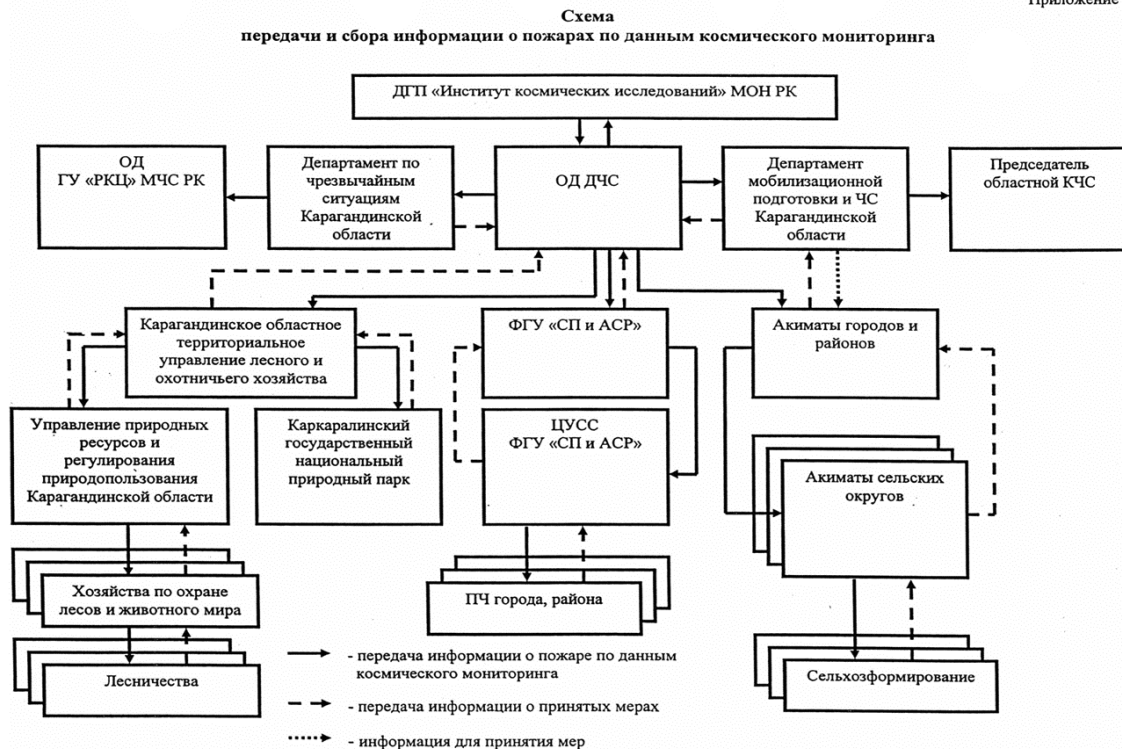 Приложение
Схема
передачи и сбора информации о пожарах по данным космического мониторинга
ДГП «Институт космических исследований» МОН РК
ОД
ГУ «РКЦ» МЧС РК
Департамент по
чрезвычайным
ситуациям
Карагандинской
области
ОД ДЧС
Департамент
мобилизационной
подготовки и ЧС
Карагандинской
области
Председатель
областной КЧС
Карагандинское областное
территориальное
управление лесного и
охотничьего хозяйства
ФГУ «СП и АСР»
Акиматы городов и
районов
Управление природных
ресурсов и
регулирования
природопользования
Карагандинской области
Каркаралинский
государственный
национальный
природный парк
ЦУСС
ФГУ «СП и АСР»
Акиматы сельских
округов
Хозяйства по охране
лесов и животного мира
ПЧ города, района
Лесничества
Сельхозформирование
- передача информации о пожаре по данным
космического мониторинга
- передача информации о принятых мерах
- информация для принятия мер